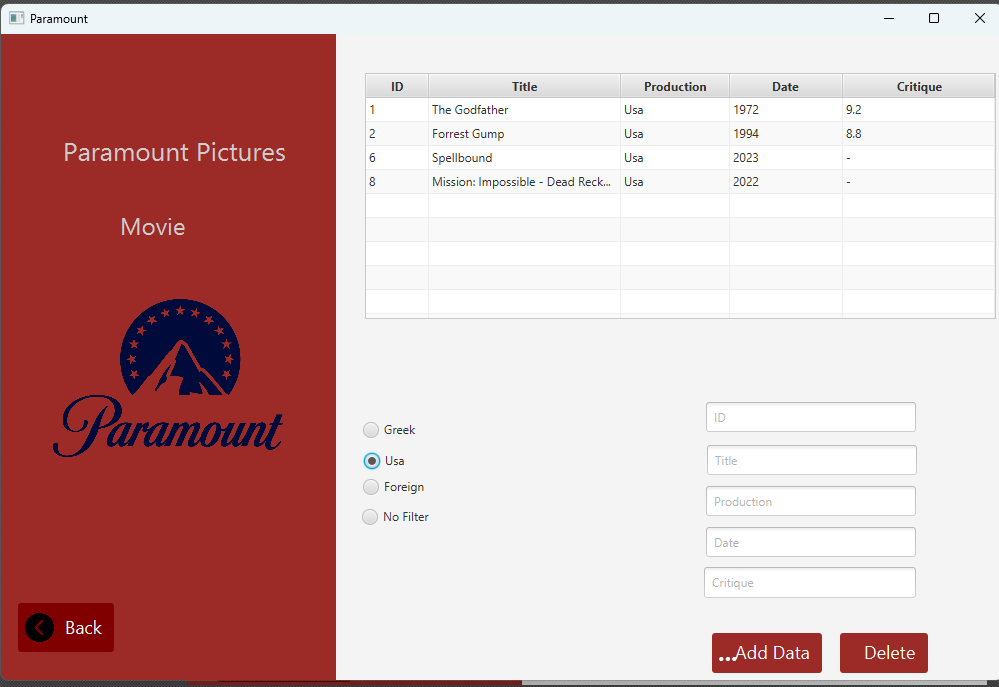 Paramount
Paramount Pictures
Movie
Paramount
Back
ID Title Production Date Critique
1 The Godfather Usa 1972 9.2
2 Forrest Gump Usa 1994 8.8
6 Spellbound Usa 2023 -
8 Mission: Impossible - Dead Reck... Usa 2022 -
Greek
Usa
Foreign
No Filter
ID
Title
Production
Date
Critique
...Add Data
Delete